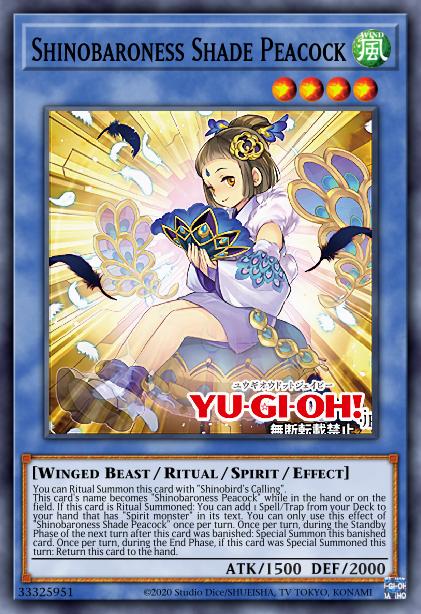 Shinobaroness Shade Peacock
WIND
風
ユウギオウドットジェイピー
YU-GI-OH!
無断転載禁止
[Winged Beast / Ritual / Spirit / Effect]
You can Ritual Summon this card with "Shinobird's Calling".
This card's name becomes "Shinobaroness Peacock" while in the hand or on the
field. If this card is Ritual Summoned: You can add 1 Spell/Trap from your Deck to
your hand that has "Spirit monster" in its text. You can only use this effect of
"Shinobaroness Shade Peacock" once per turn. Once per turn, during the Standby
Phase of the next turn after this card was banished: Special Summon this banished
card. Once per turn, during the End Phase, if this card was Special Summoned this
turn: Return this card to the hand.
ATK/1500 DEF/2000
33325951
©2020 Studio Dice/SHUEISHA, TV TOKYO, KONAMI